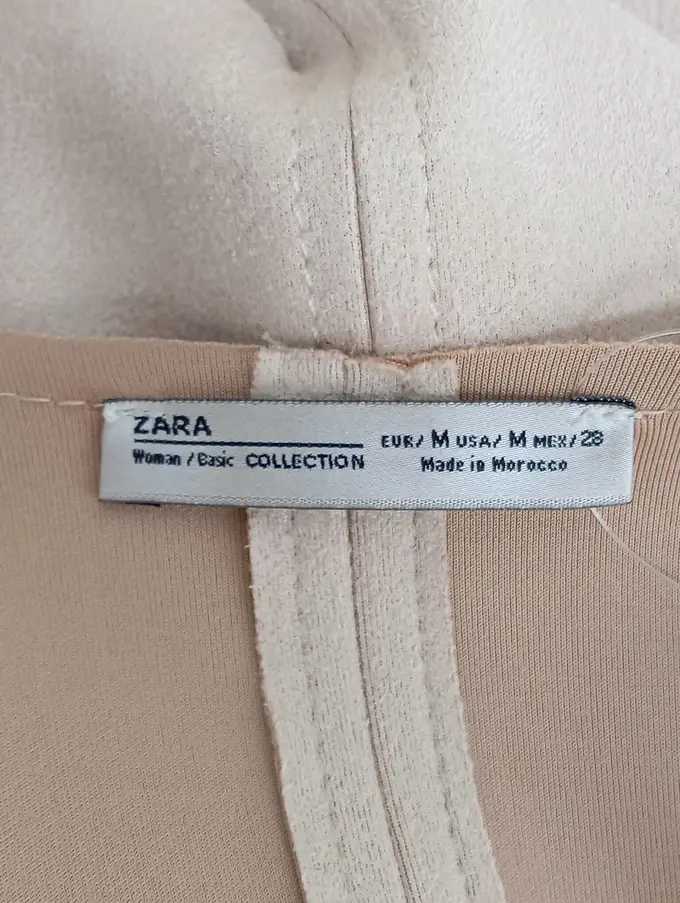 ZARA
Woman / Basic COLLECTION
EUR/ M USA/ M MEX/ 28
Made in Morocco